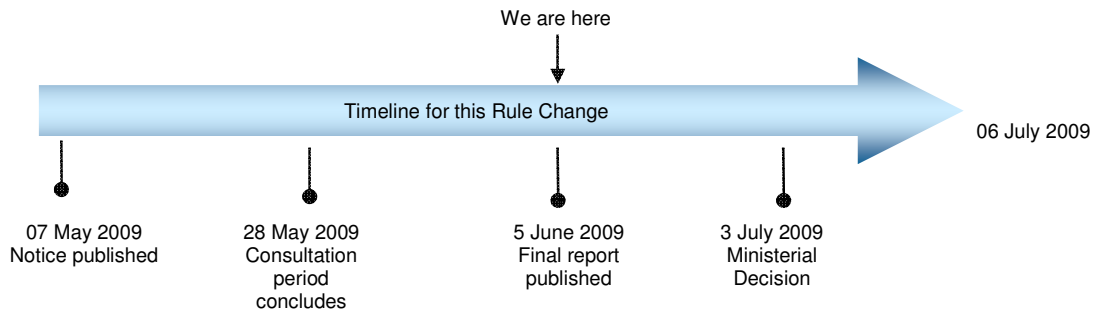 We are here
Timeline for this Rule Change
06 July 2009
07 May 2009
Notice published
28 May 2009
Consultation
period
concludes
5 June 2009
Final report
published
3 July 2009
Ministerial
Decision